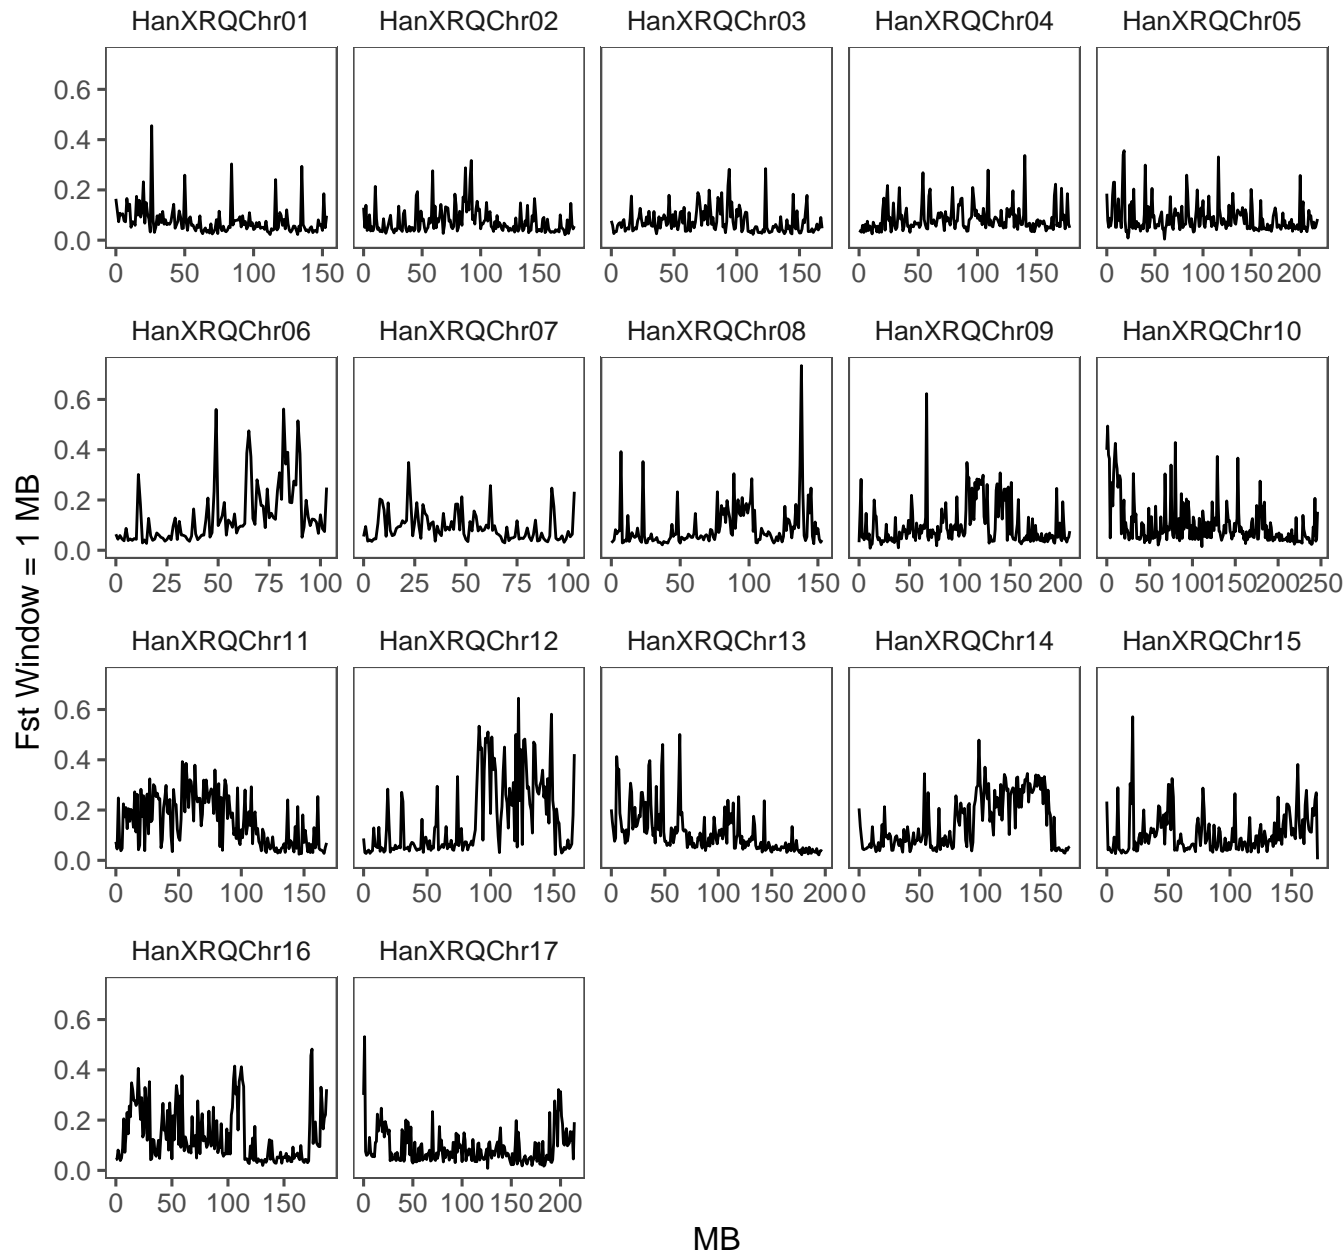 HanXRQChr01 HanXRQChr02 HanXRQChr03 HanXRQChr04 HanXRQChr05
0.6
0.4
0.2
0.0
0 50 100 150 0 50 100 150 0 50 100 150 0 50 100 150 0 50 100 150 200
HanXRQChr06 HanXRQChr07 HanXRQChr08 HanXRQChr09 HanXRQChr10
0.6
0.4
0.2
0.0
0 25 50 75 100 0 25 50 75 100 0 50 100 150 0 50 100 150 200 0 50 100 150 200 250
Fst Window = 1 MB
HanXRQChr11 HanXRQChr12 HanXRQChr13 HanXRQChr14 HanXRQChr15
0.6
0.4
0.2
0.0
0 50 100 150 0 50 100 150 0 50 100 150 200 0 50 100 150 0 50 100 150
HanXRQChr16 HanXRQChr17
0.6
0.4
0.2
0.0
0 50 100 150 0 50 100 150 200
MB